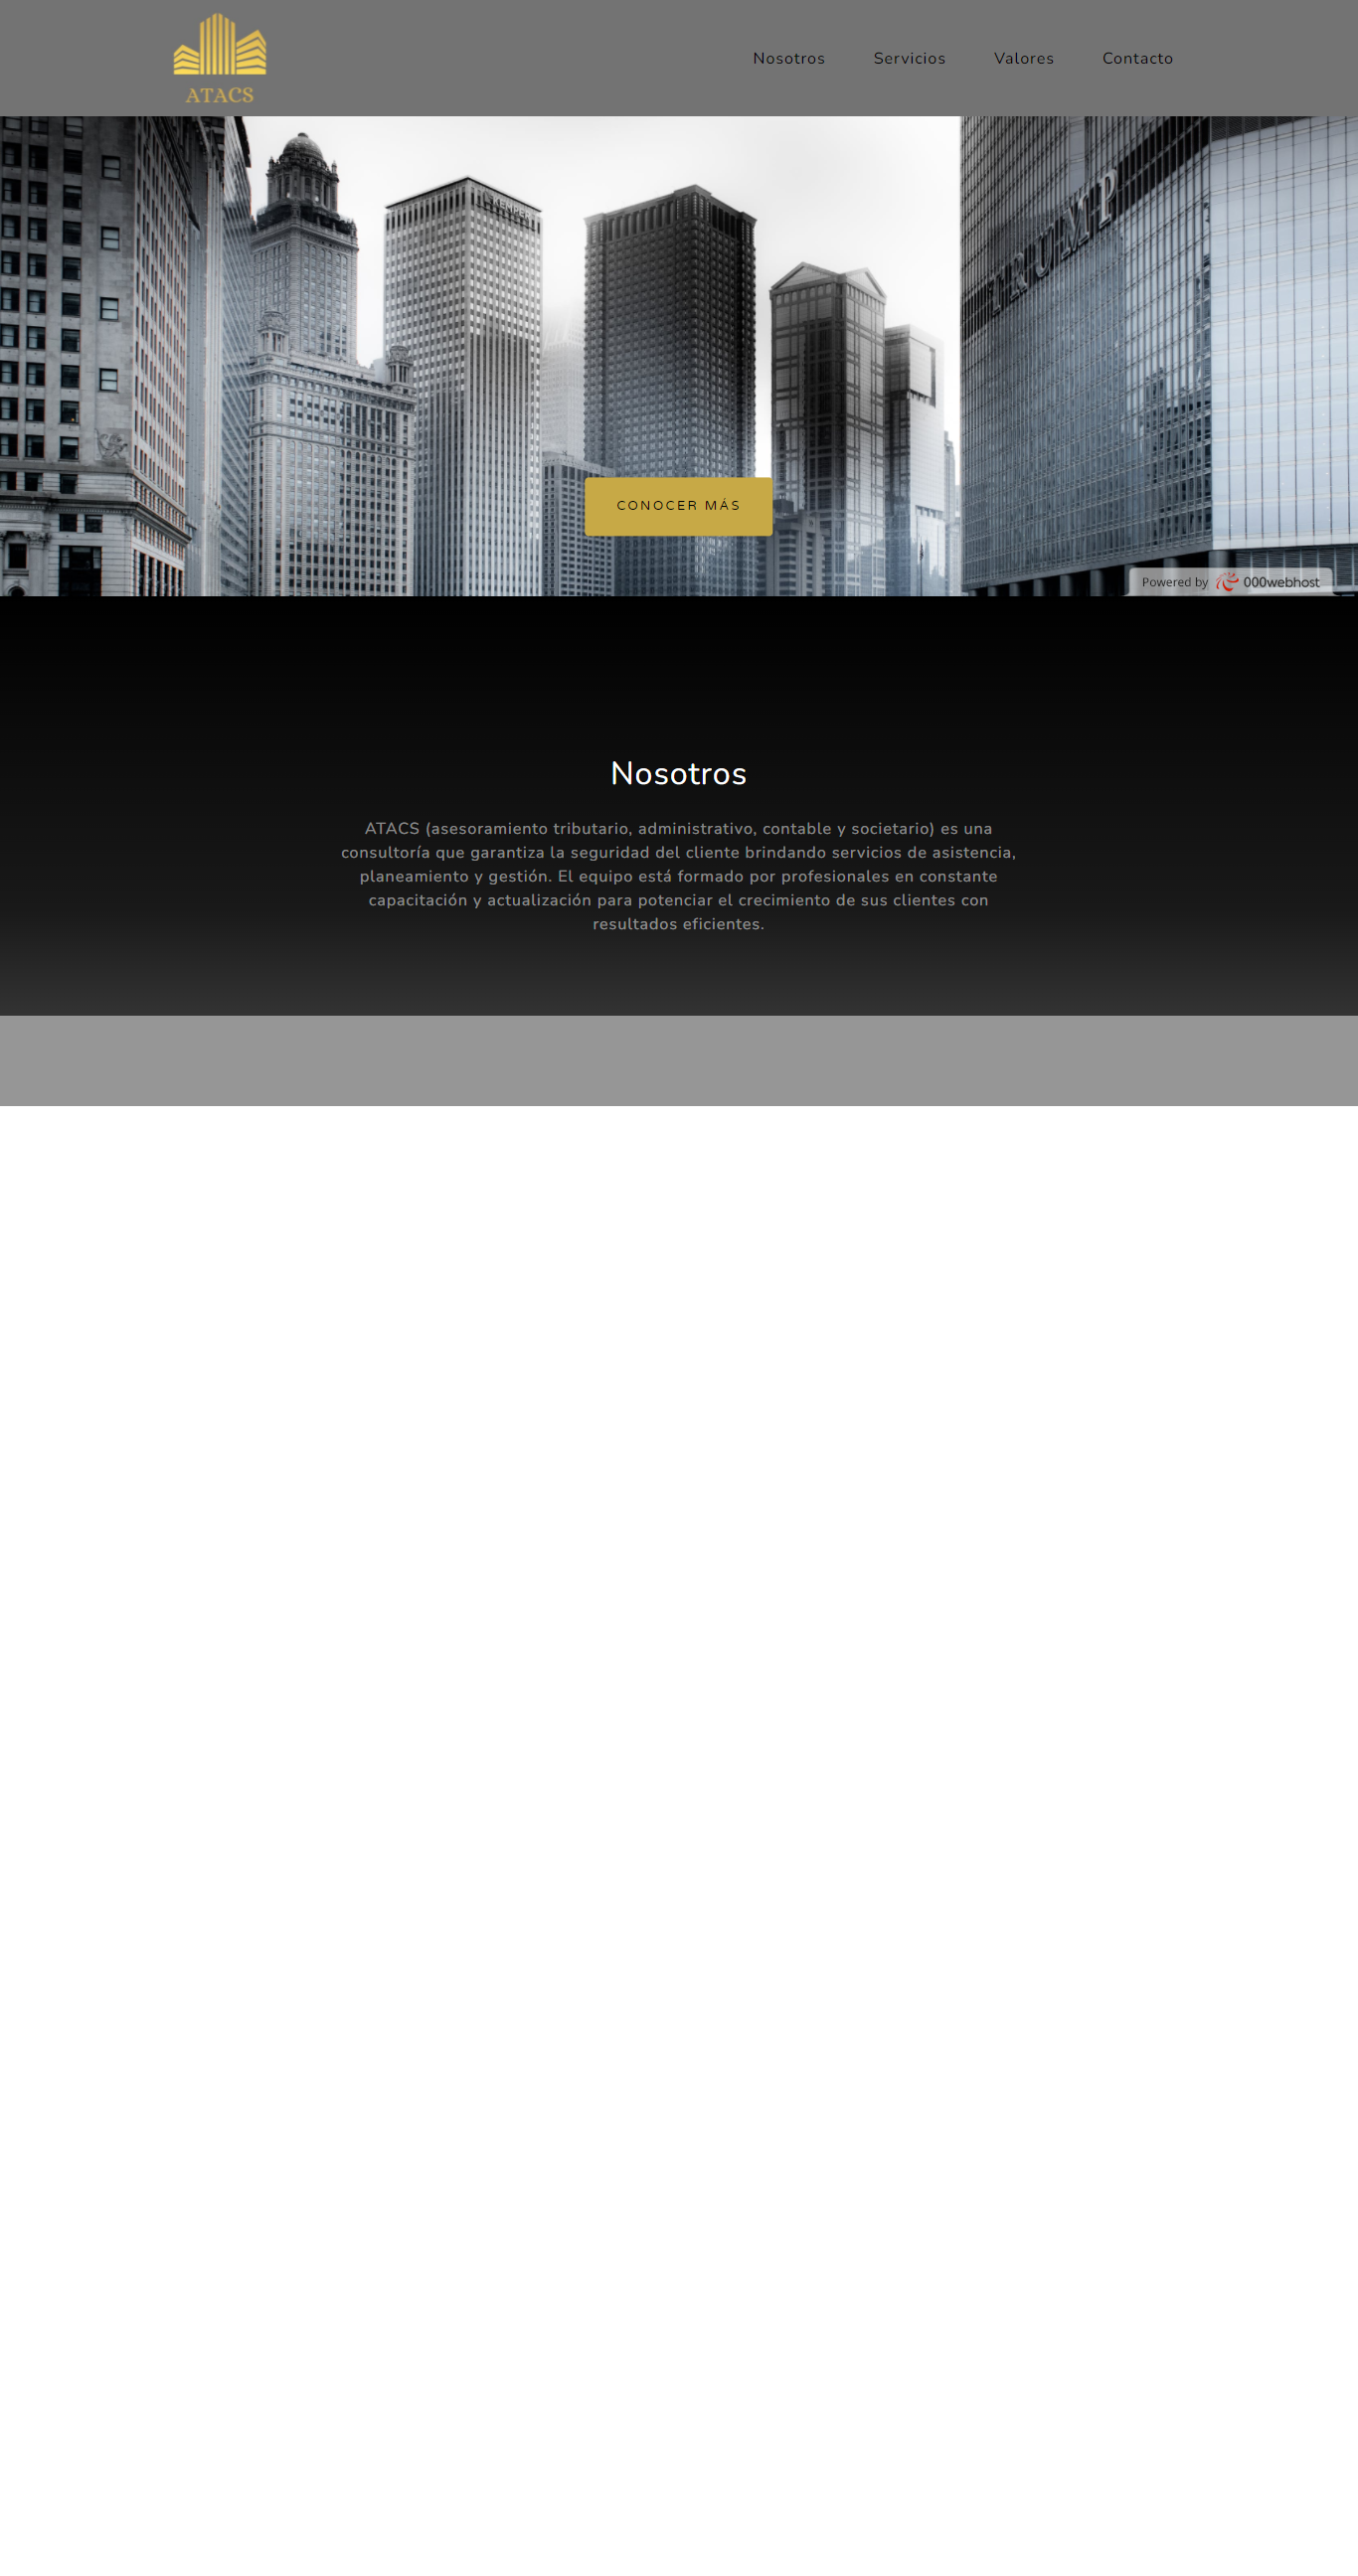 ATACS
Nosotros Servicios Valores Contacto
KEMPER
TRUMP
CONOCER MÁS
Powered by 000webhost
Nosotros
ATACS (asesoramiento tributario, administrativo, contable y societario) es una
consultoría que garantiza la seguridad del cliente brindando servicios de asistencia,
planeamiento y gestión. El equipo está formado por profesionales en constante
capacitación y actualización para potenciar el crecimiento de sus clientes con
resultados eficientes.